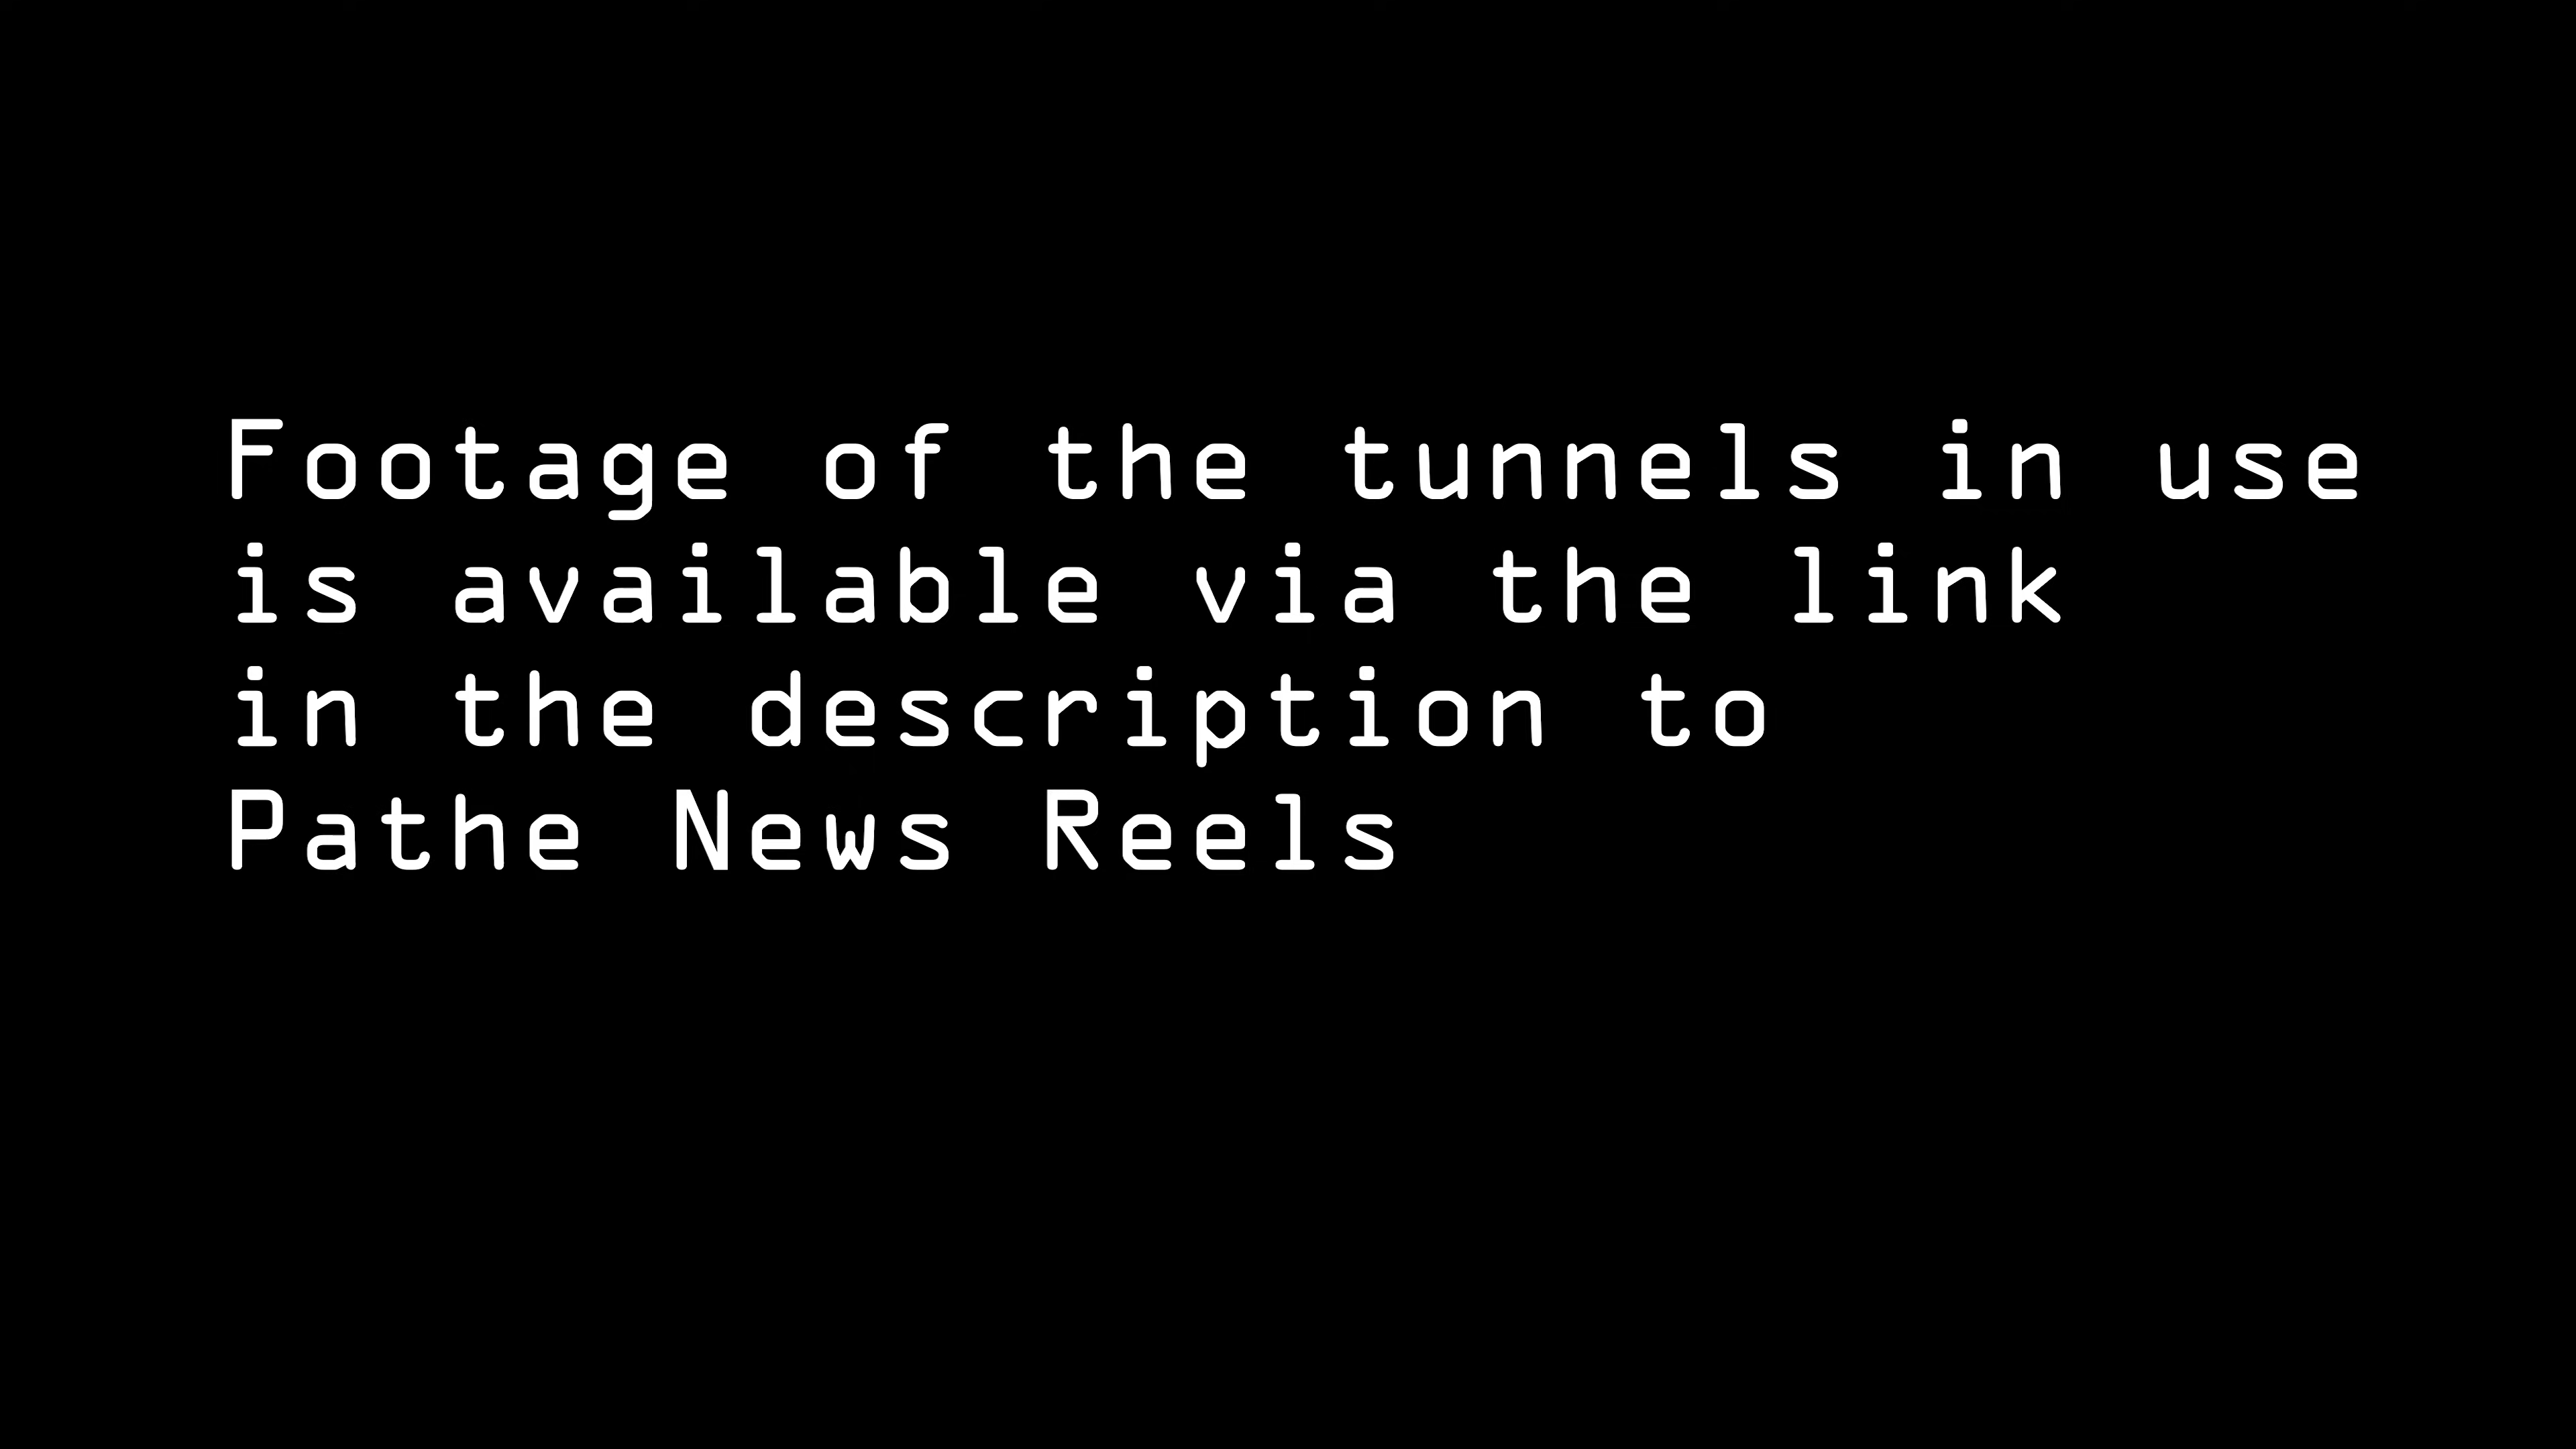 Footage of the tunnels in use
is available via the link
in the description to
Pathe News Reels